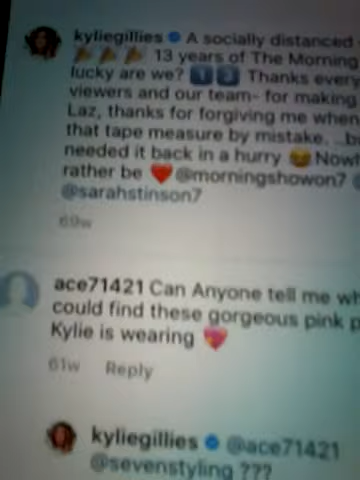 kyliegillies A socially distanced
🎉🎉🎉 13 years of The Morning
lucky are we? 1️⃣3️⃣ Thanks every
viewers and our team- for making
Laz, thanks for forgiving me when
that tape measure by mistake. ..b
needed it back in a hurry 😂 Now
rather be ❤️@morningshowon7
@sarahstinson7
69w
ace71421 Can Anyone tell me wh
could find these gorgeous pink p
Kylie is wearing 💖
61w Reply
kyliegillies @ace71421
@sevenstyling ???